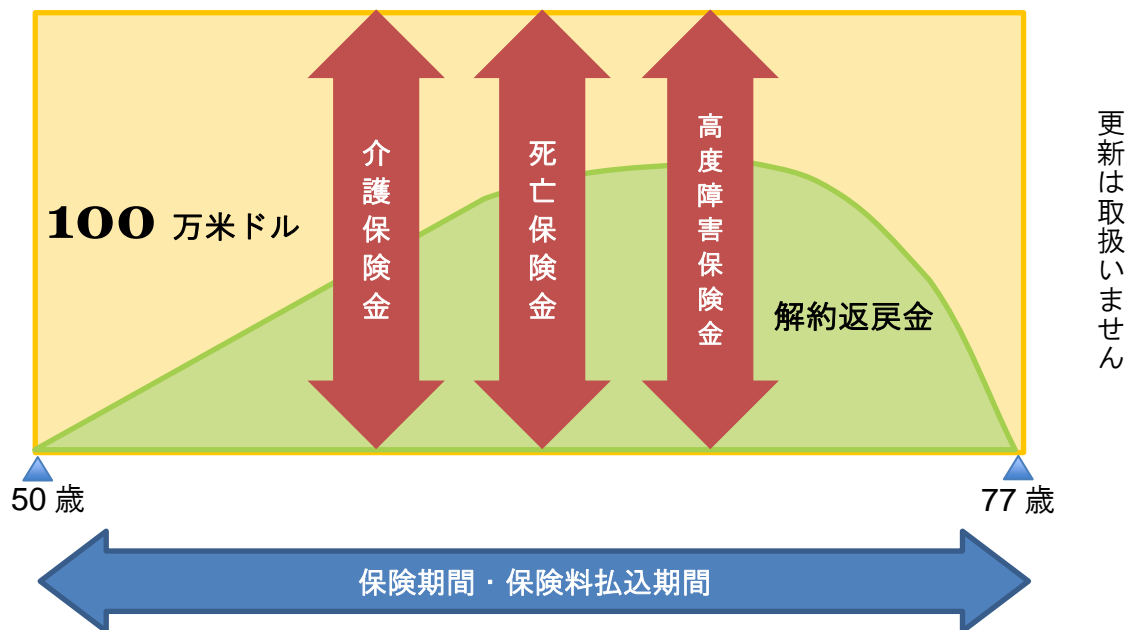 100 万米ドル
介護保険金
死亡保険金
高度障害保険金
解約返戻金
更新は取扱いません
50 歳
77 歳
保険期間・保険料払込期間